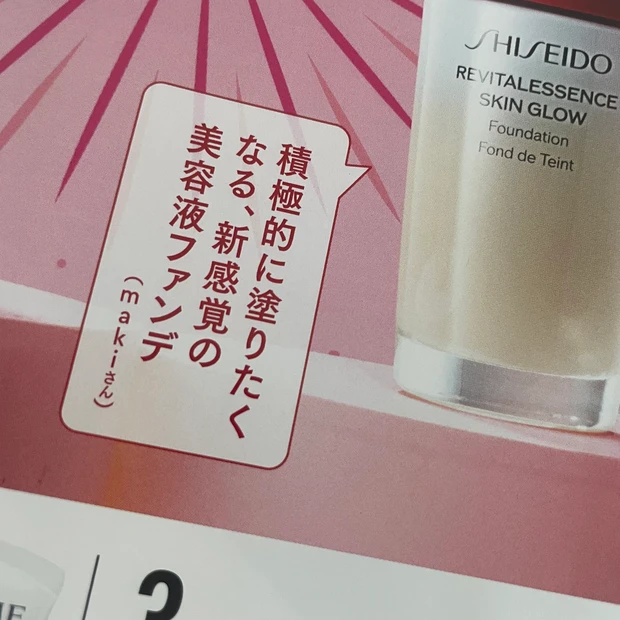 SHISEIDO
REVITALESSENCE
SKIN GLOW
Foundation
Fond de Teint
積極的に塗りたく
なる、新感覚の
美容液ファンデ
(makiさん)